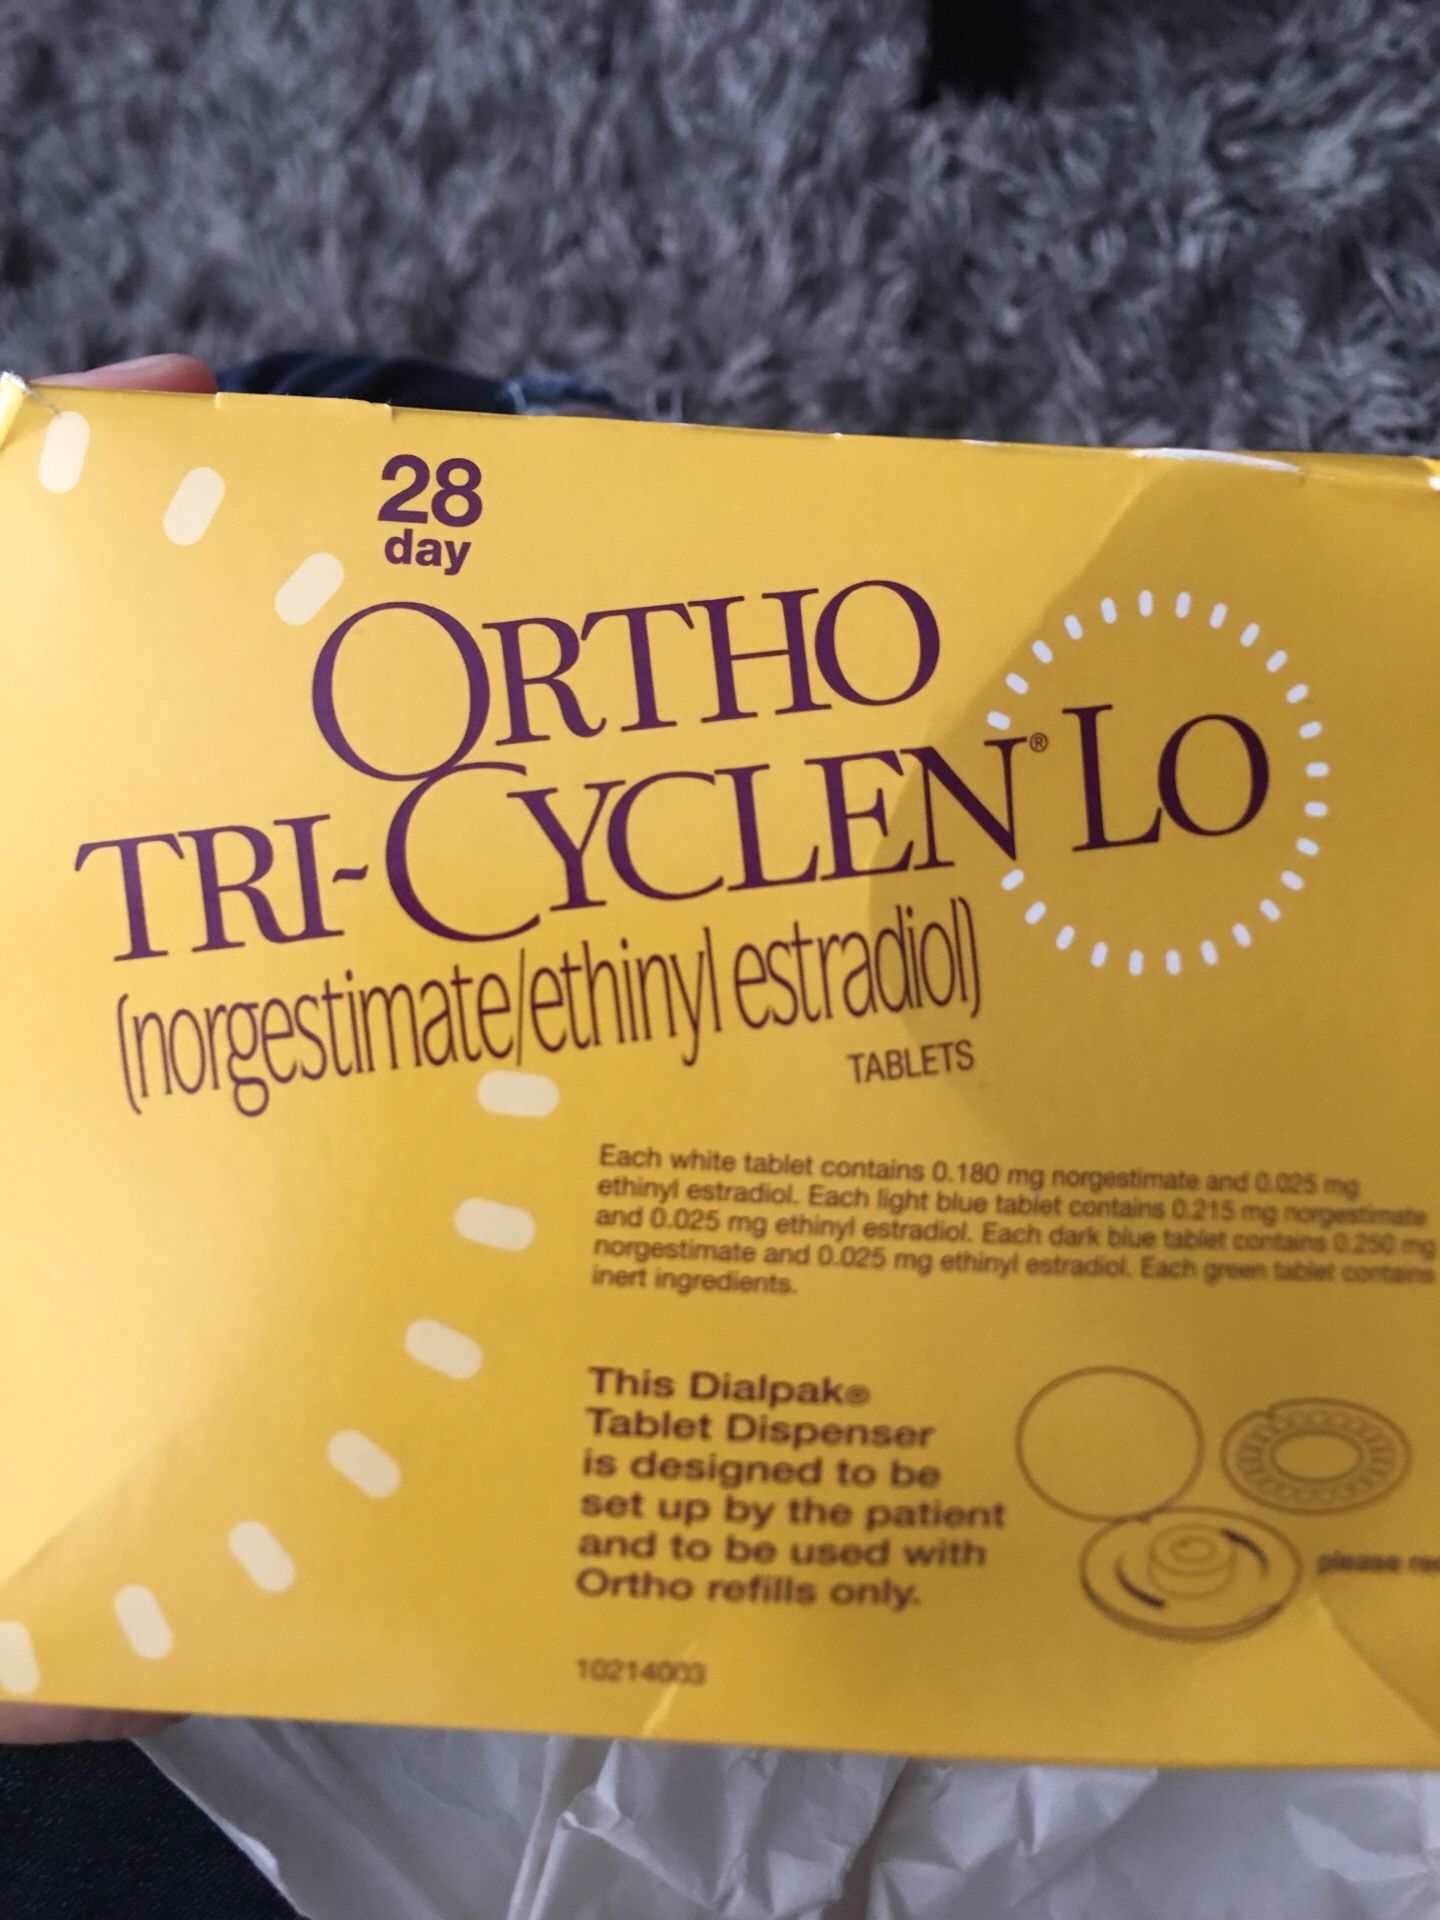 28
day
ORTHO
TRI-CYCLEN® LO
(norgestimate/ethinyl estradiol)
TABLETS
Each white tablet contains 0.180 mg norgestimate and 0.025 mg
ethinyl estradiol. Each light blue tablet contains 0.215 mg norgestimate
and 0.025 mg ethinyl estradiol. Each dark blue tablet contains 0.250 mg
norgestimate and 0.025 mg ethinyl estradiol. Each green tablet contains
inert ingredients.
This Dialpak®
Tablet Dispenser
is designed to be
set up by the patient
and to be used with
Ortho refills only.
please
10214003